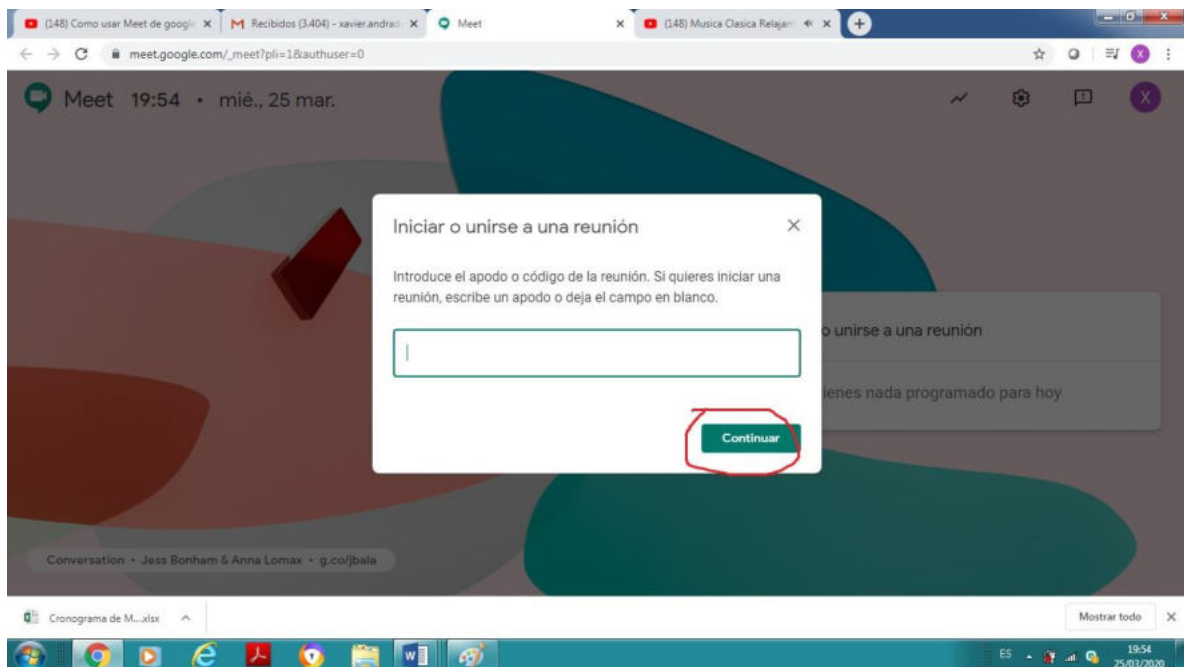 (148) Como usar Meet de google
Recibidos (3.404) - xavier.andrad
Meet
(148) Musica Clasica Relajan
meet.google.com/_meet?pli=1&authuser=0
X
Meet 19:54 • mié., 25 mar.
X
Iniciar o unirse a una reunión
Introduce el apodo o código de la reunión. Si quieres iniciar una
reunión, escribe un apodo o deja el campo en blanco.
o unirse a una reunión
ienes nada programado para hoy
Continuar
Conversation • Jess Bonham & Anna Lomax • g.co/jbala
Cronograma de M....xlsx
Mostrar todo
ES
19:54
25/03/2020